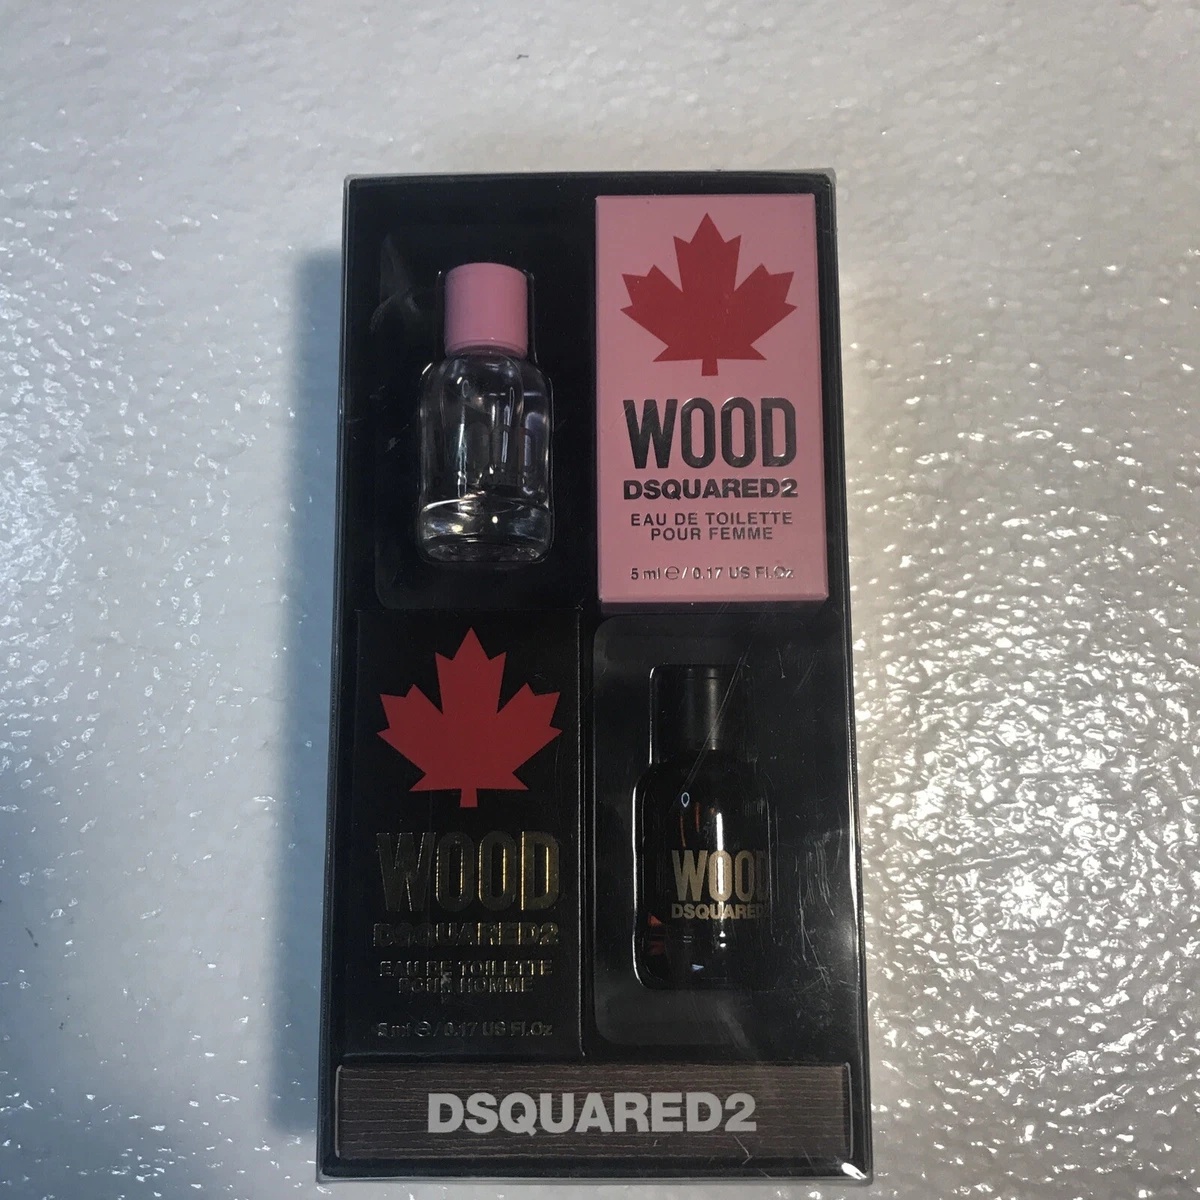 WOOD
DSQUARED2
EAU DE TOILETTE
POUR FEMME
5 ml ℮ / 0.17 US Fl.Oz
WOOD
DSQUARED2
EAU DE TOILETTE
POUR HOMME
5 ml ℮ / 0.17 US Fl.Oz
WOOD
DSQUARED2
DSQUARED2